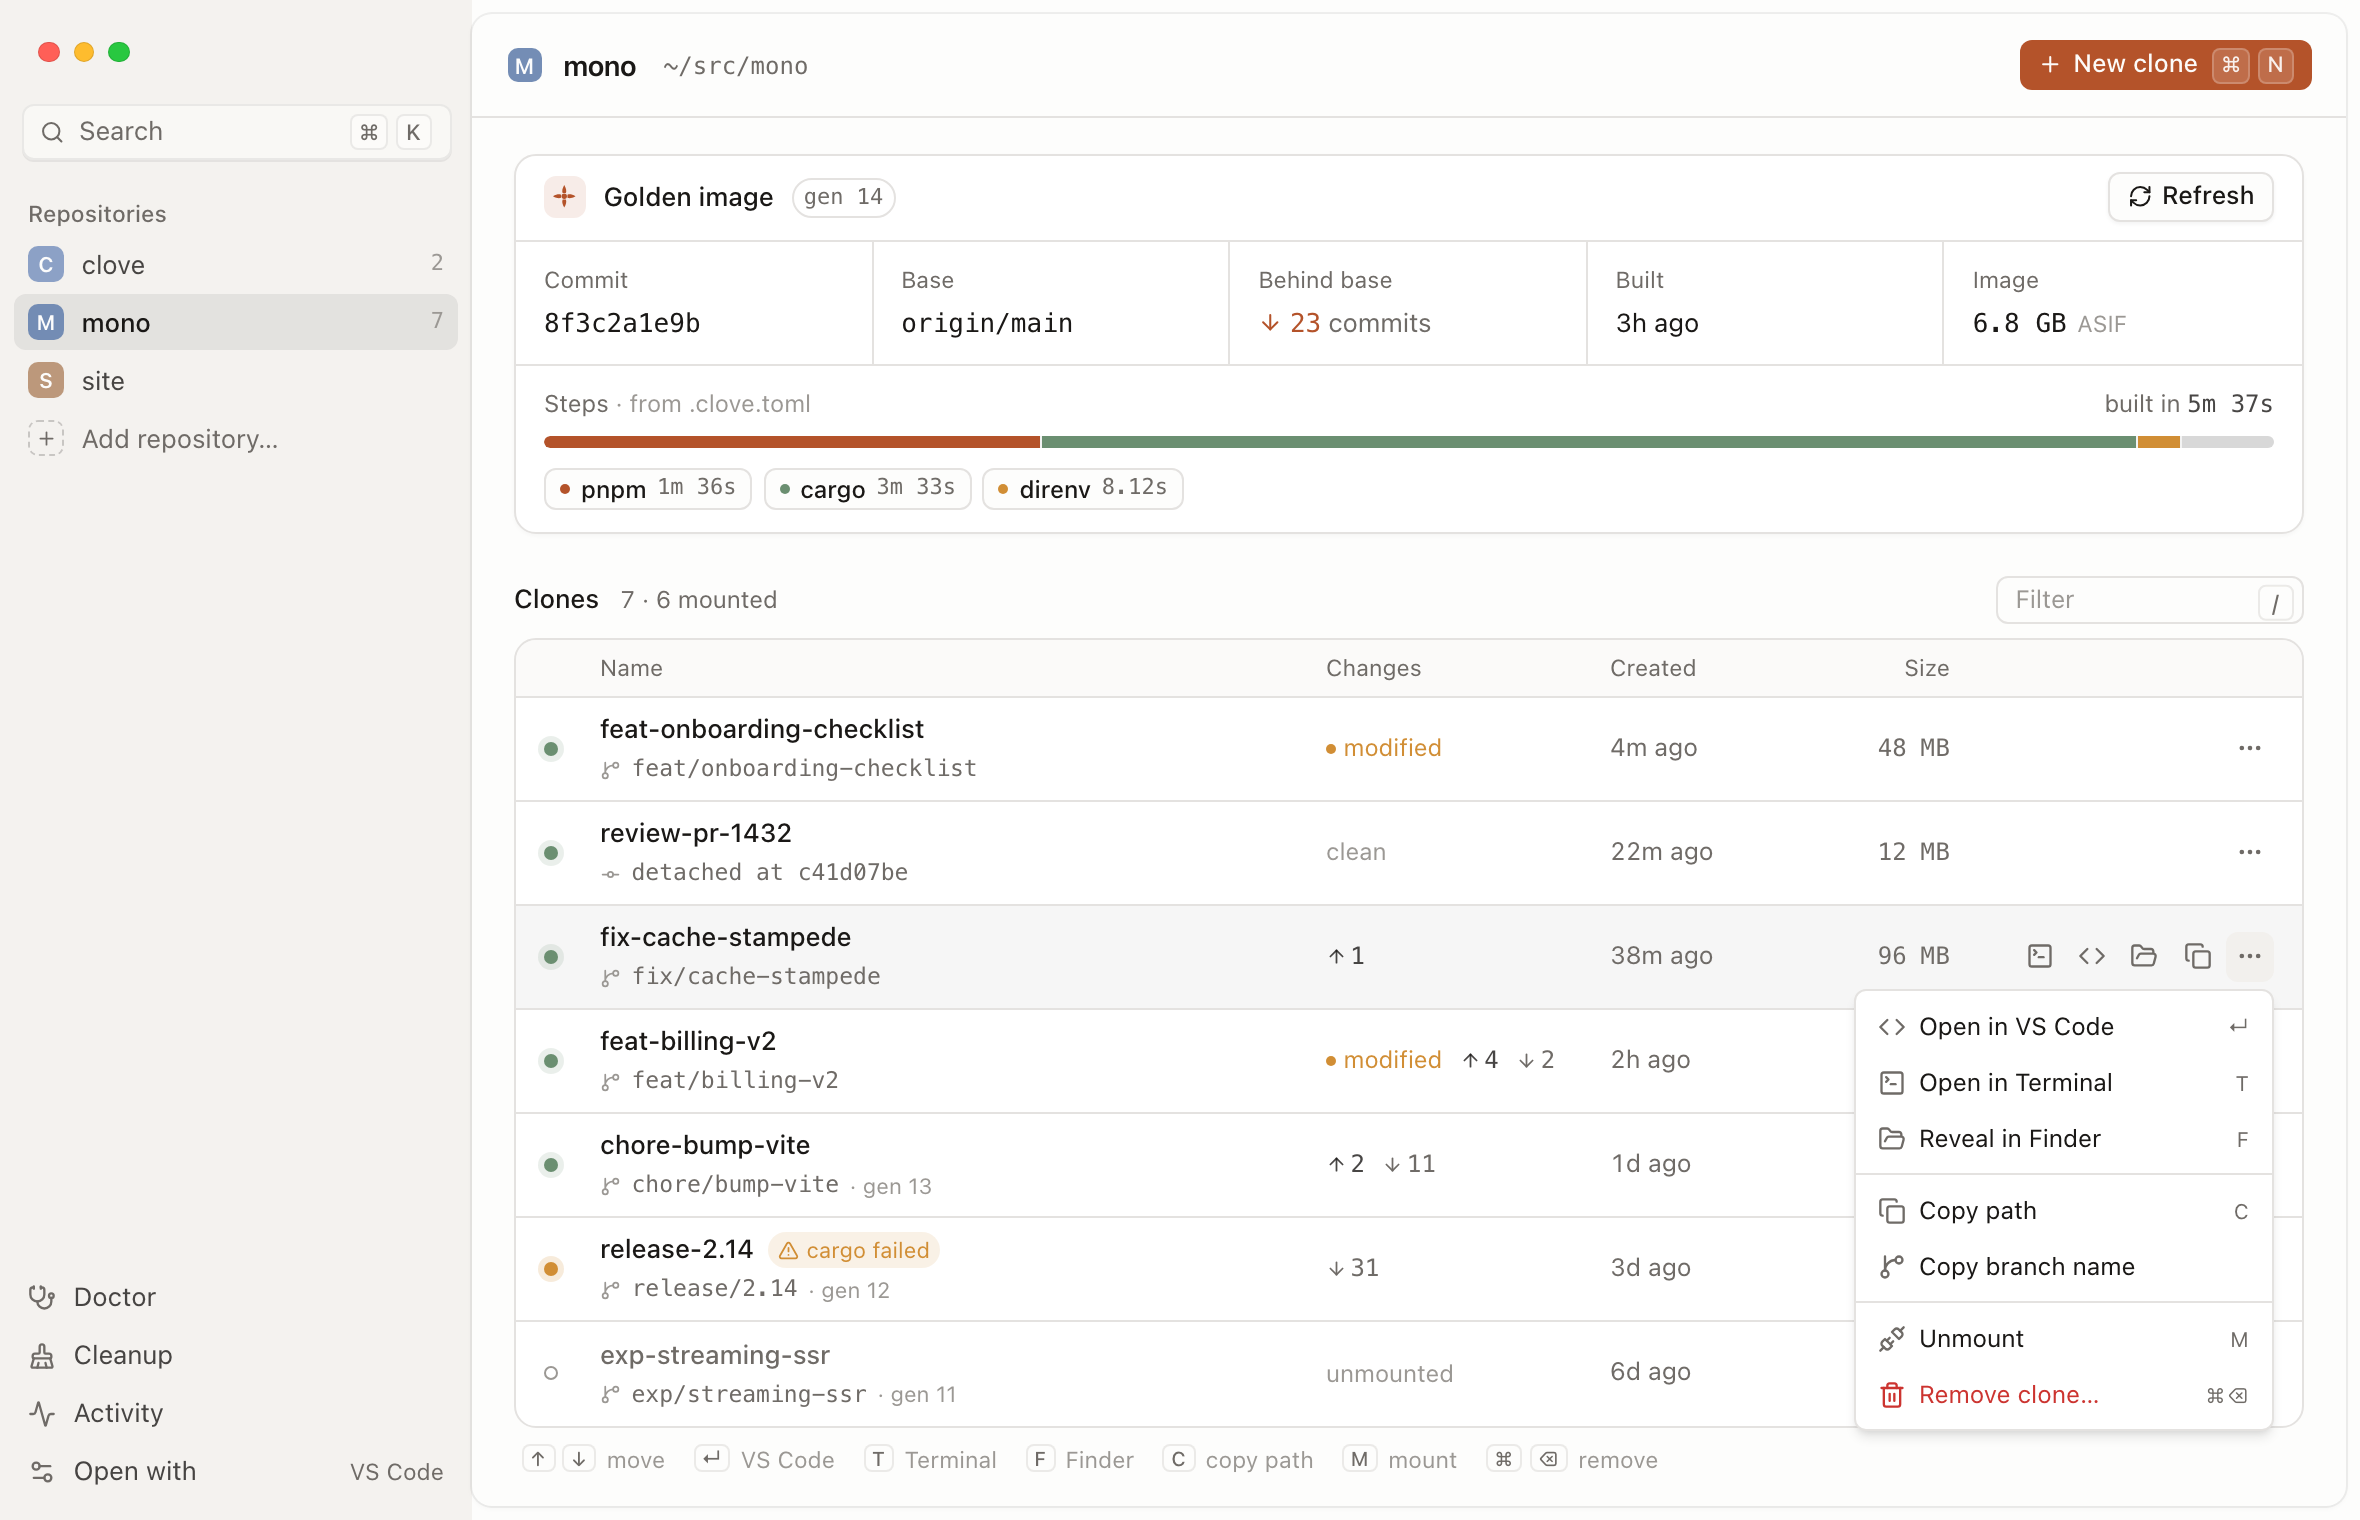 Search ⌘ K
Repositories
C clove 2
M mono 7
S site
+ Add repository...
Doctor
Cleanup
Activity
Open with VS Code
M mono ~/src/mono
+ New clone ⌘ N
Golden image gen 14
Refresh
Commit
8f3c2a1e9b
Base
origin/main
Behind base
↓ 23 commits
Built
3h ago
Image
6.8 GB ASIF
Steps · from .clove.toml
built in 5m 37s
pnpm 1m 36s
cargo 3m 33s
direnv 8.12s
Clones 7 · 6 mounted
Filter /
Name Changes Created Size
feat-onboarding-checklist
feat/onboarding-checklist
modified 4m ago 48 MB
review-pr-1432
detached at c41d07be
clean 22m ago 12 MB
fix-cache-stampede
fix/cache-stampede
↑ 1 38m ago 96 MB
feat-billing-v2
feat/billing-v2
modified ↑ 4 ↓ 2 2h ago
chore-bump-vite
chore/bump-vite · gen 13
↑ 2 ↓ 11 1d ago
release-2.14 cargo failed
release/2.14 · gen 12
↓ 31 3d ago
exp-streaming-ssr
exp/streaming-ssr · gen 11
unmounted 6d ago
Open in VS Code ↵
Open in Terminal T
Reveal in Finder F
Copy path C
Copy branch name
Unmount M
Remove clone... ⌘ ⌫
↑ ↓ move ↵ VS Code T Terminal F Finder C copy path M mount ⌘ ⌫ remove